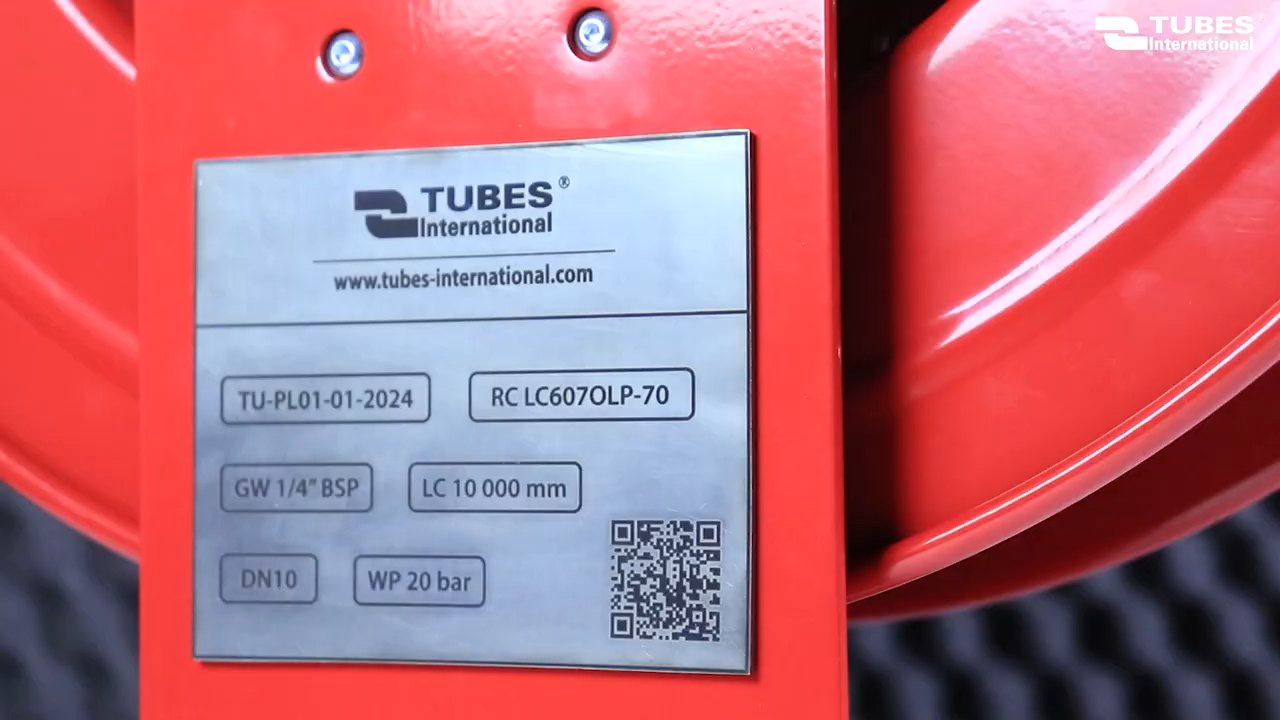 TUBES
International
TUBES®
International
www.tubes-international.com
TU-PL01-01-2024
RC LC607OLP-70
GW 1/4” BSP
LC 10 000 mm
DN10
WP 20 bar